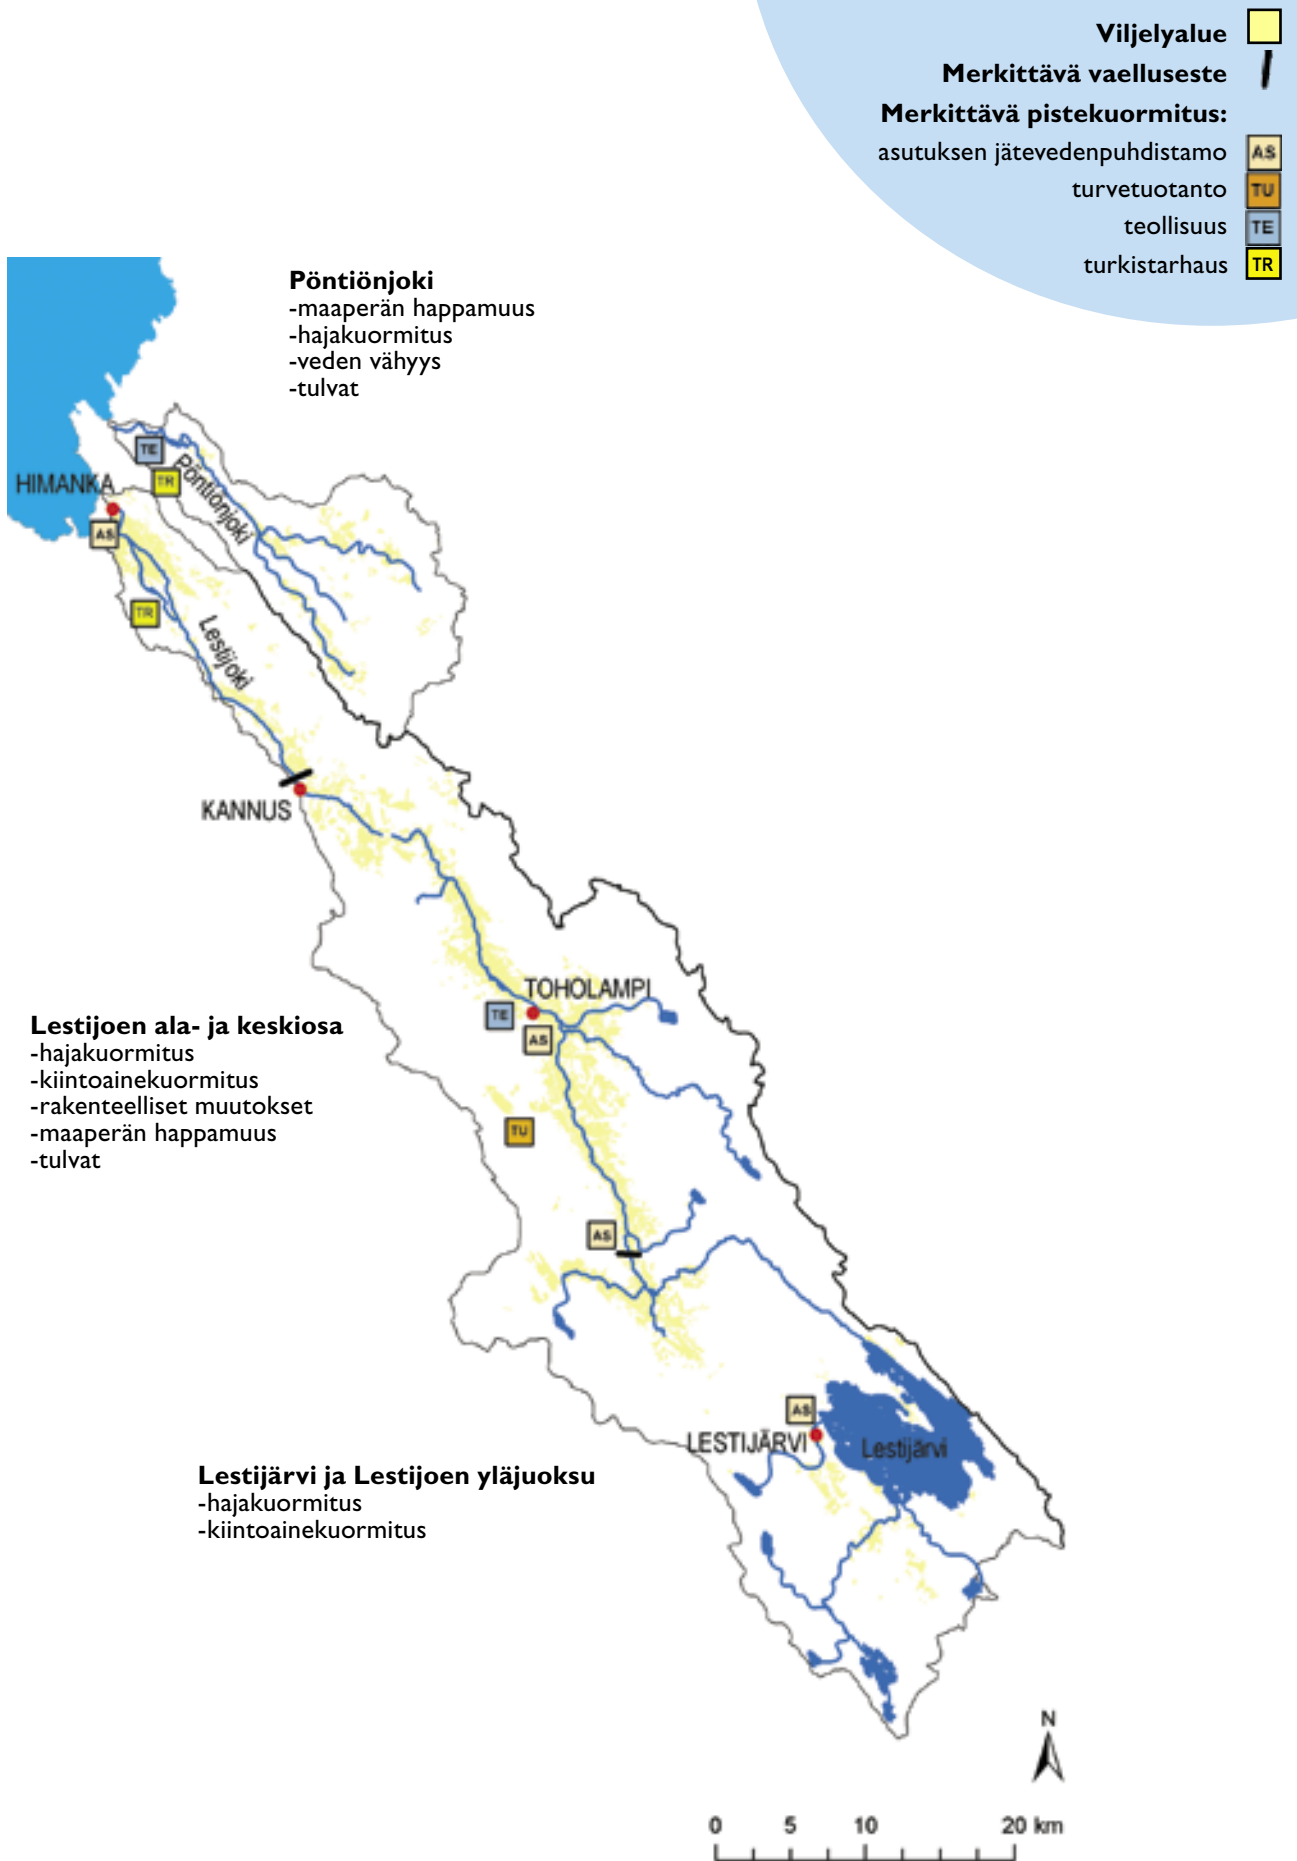 Viljelyalue
Merkittävä vaelluseste
Merkittävä pistekuormitus:
asutuksen jätevedenpuhdistamo AS
turvetuotanto TU
teollisuus TE
turkistarhaus TR
Pöntiönjoki
-maaperän happamuus
-hajakuormitus
-veden vähyys
-tulvat
TE
TR
Pöntiönjoki
HIMANKA
AS
TR
Lestijoki
KANNUS
TOHOLAMPI
TE
AS
Lestijoen ala- ja keskiosa
-hajakuormitus
-kiintoainekuormitus
-rakenteelliset muutokset
-maaperän happamuus
-tulvat
TU
AS
AS
LESTIJÄRVI
Lestijärvi
Lestijärvi ja Lestijoen yläjuoksu
-hajakuormitus
-kiintoainekuormitus
N
0 5 10 20 km